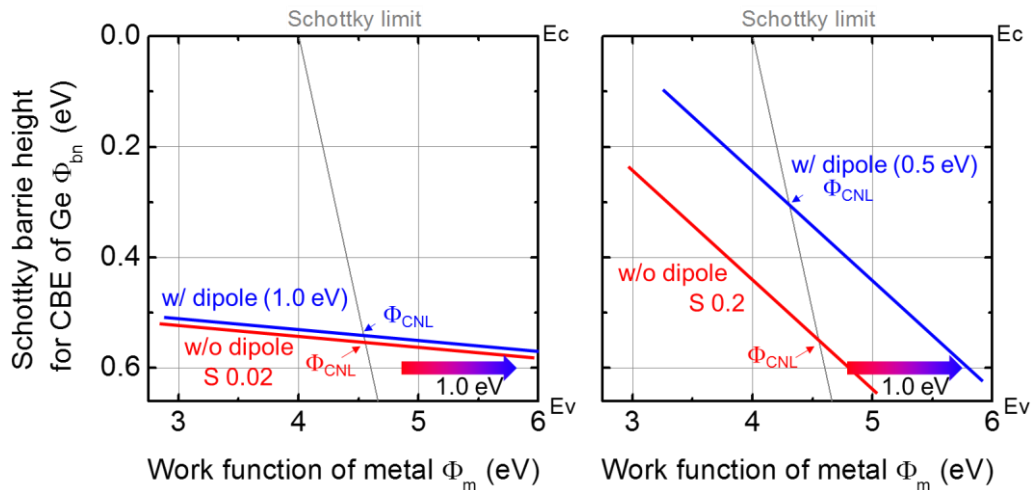 Schottky limit
Schottky limit
Schottky barrie height
for CBE of Ge Φbn (eV)
0.0
0.2
0.4
0.6
Ec
Ev
w/ dipole (1.0 eV)
ΦCNL
w/o dipole
S 0.02
ΦCNL
1.0 eV
3
4
5
6
Work function of metal Φm (eV)
Ec
Ev
w/ dipole (0.5 eV)
ΦCNL
w/o dipole
S 0.2
ΦCNL
1.0 eV
3
4
5
6
Work function of metal Φm (eV)